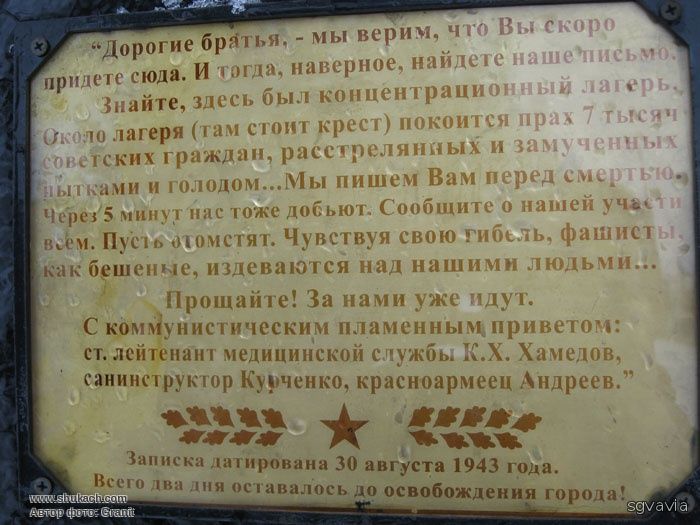 “Дорогие братья, - мы верим, что Вы скоро
придете сюда. И тогда, наверное, найдете наше письмо.
Знайте, здесь был концентрационный лагерь.
Около лагеря (там стоит крест) покоится прах 7 тысяч
советских граждан, расстрелянных и замученных
пытками и голодом...Мы пишем Вам перед смертью.
Через 5 минут нас тоже добьют. Сообщите о нашей участи
всем. Пусть отомстят. Чувствуя свою гибель, фашисты,
как бешеные, издеваются над нашими людьми...
Прощайте! За нами уже идут.
С коммунистическим пламенным приветом:
ст. лейтенант медицинской службы К.Х. Хамедов,
санинструктор Курченко, красноармеец Андреев.”
Записка датирована 30 августа 1943 года.
Всего два дня оставалось до освобождения города!
www.shukach.com
Автор фото: Granit
sgvavia